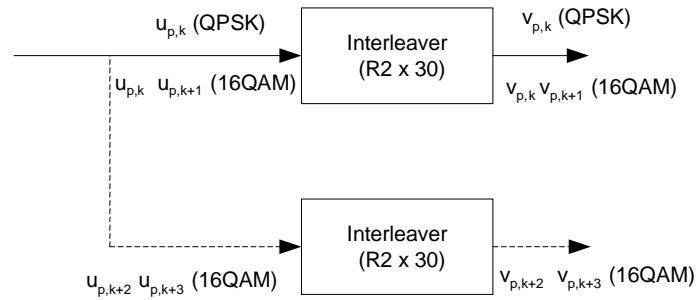 u_{p,k} (QPSK)
u_{p,k} u_{p,k+1} (16QAM)
Interleaver
(R2 x 30)
v_{p,k} (QPSK)
v_{p,k} v_{p,k+1} (16QAM)
u_{p,k+2} u_{p,k+3} (16QAM)
Interleaver
(R2 x 30)
v_{p,k+2} v_{p,k+3} (16QAM)